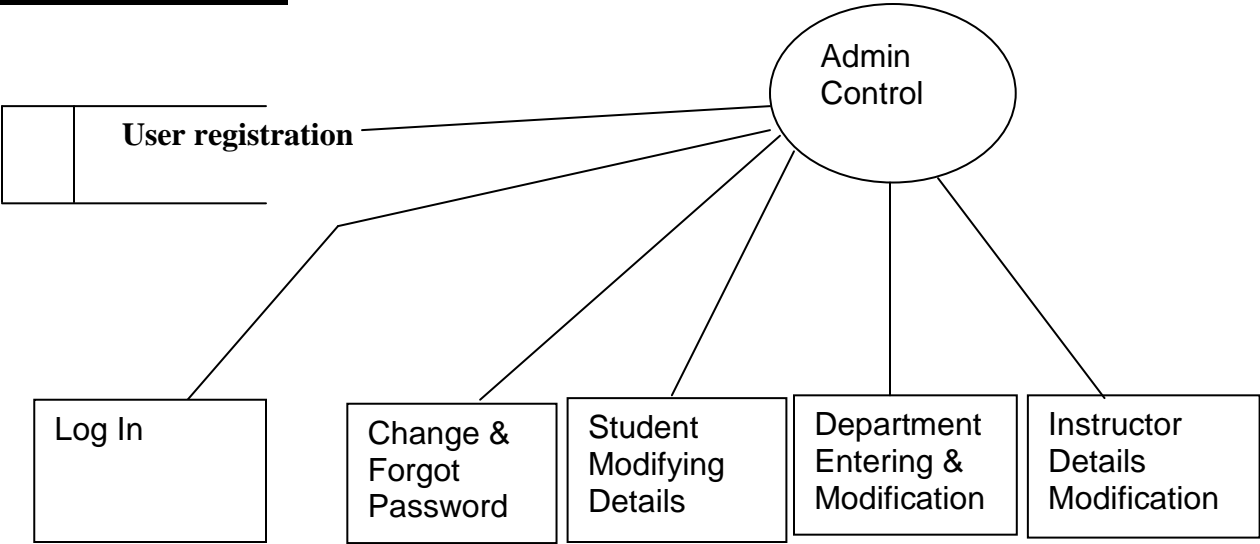 Admin
Control
User registration
Log In
Change &
Forgot
Password
Student
Modifying
Details
Department
Entering &
Modification
Instructor
Details
Modification